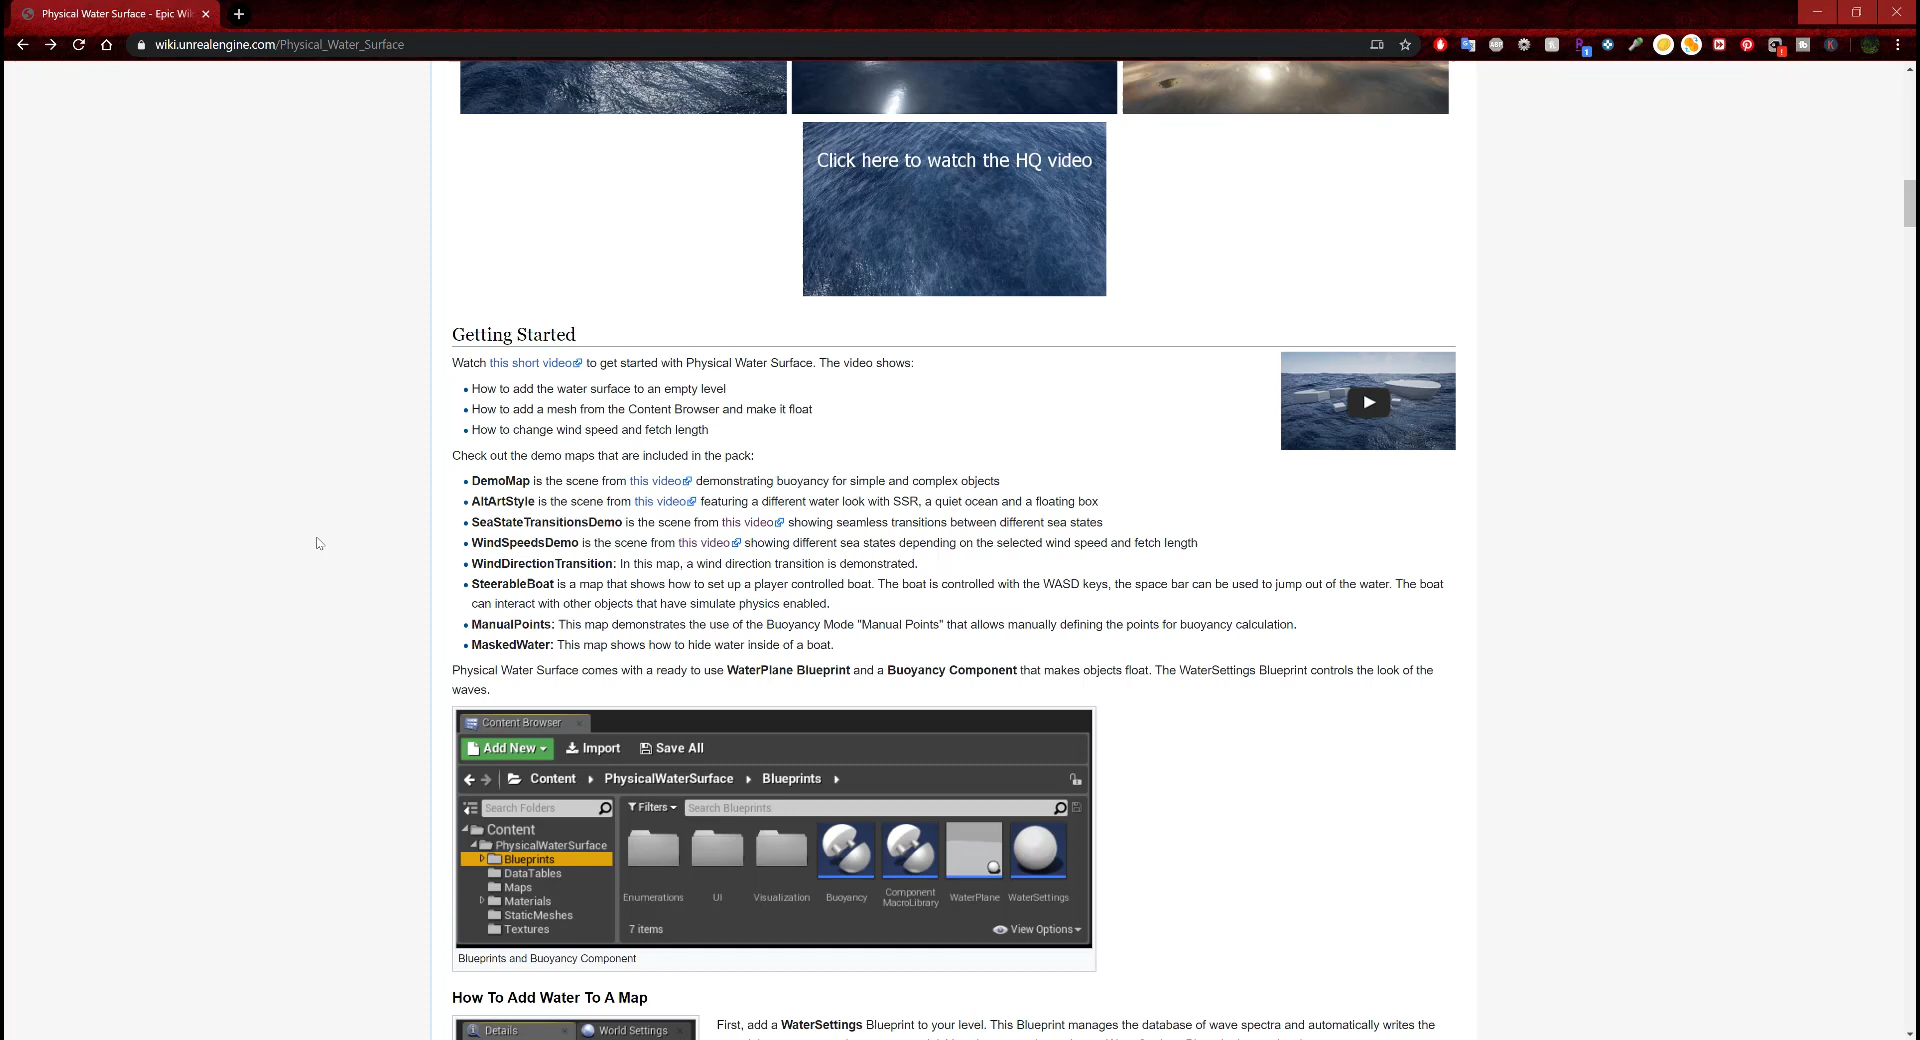 Physical Water Surface - Epic Wik
wiki.unrealengine.com/Physical_Water_Surface
Click here to watch the HQ video
Getting Started
Watch this short video to get started with Physical Water Surface. The video shows:
How to add the water surface to an empty level
How to add a mesh from the Content Browser and make it float
How to change wind speed and fetch length
Check out the demo maps that are included in the pack:
DemoMap is the scene from this video demonstrating buoyancy for simple and complex objects
AltArtStyle is the scene from this video featuring a different water look with SSR, a quiet ocean and a floating box
SeaStateTransitionsDemo is the scene from this video showing seamless transitions between different sea states
WindSpeedsDemo is the scene from this video showing different sea states depending on the selected wind speed and fetch length
WindDirectionTransition: In this map, a wind direction transition is demonstrated.
SteerableBoat is a map that shows how to set up a player controlled boat. The boat is controlled with the WASD keys, the space bar can be used to jump out of the water. The boat
can interact with other objects that have simulate physics enabled.
ManualPoints: This map demonstrates the use of the Buoyancy Mode "Manual Points" that allows manually defining the points for buoyancy calculation.
MaskedWater: This map shows how to hide water inside of a boat.
Physical Water Surface comes with a ready to use WaterPlane Blueprint and a Buoyancy Component that makes objects float. The WaterSettings Blueprint controls the look of the
waves.
Content Browser
Add New Import Save All
Content PhysicalWaterSurface Blueprints
Search Folders
Filters Search Blueprints
Content
PhysicalWaterSurface
Blueprints
DataTables
Maps
Materials
StaticMeshes
Textures
Enumerations UI Visualization Buoyancy Component MacroLibrary WaterPlane WaterSettings
7 items View Options
Blueprints and Buoyancy Component
How To Add Water To A Map
Details World Settings
First, add a WaterSettings Blueprint to your level. This Blueprint manages the database of wave spectra and automatically writes the